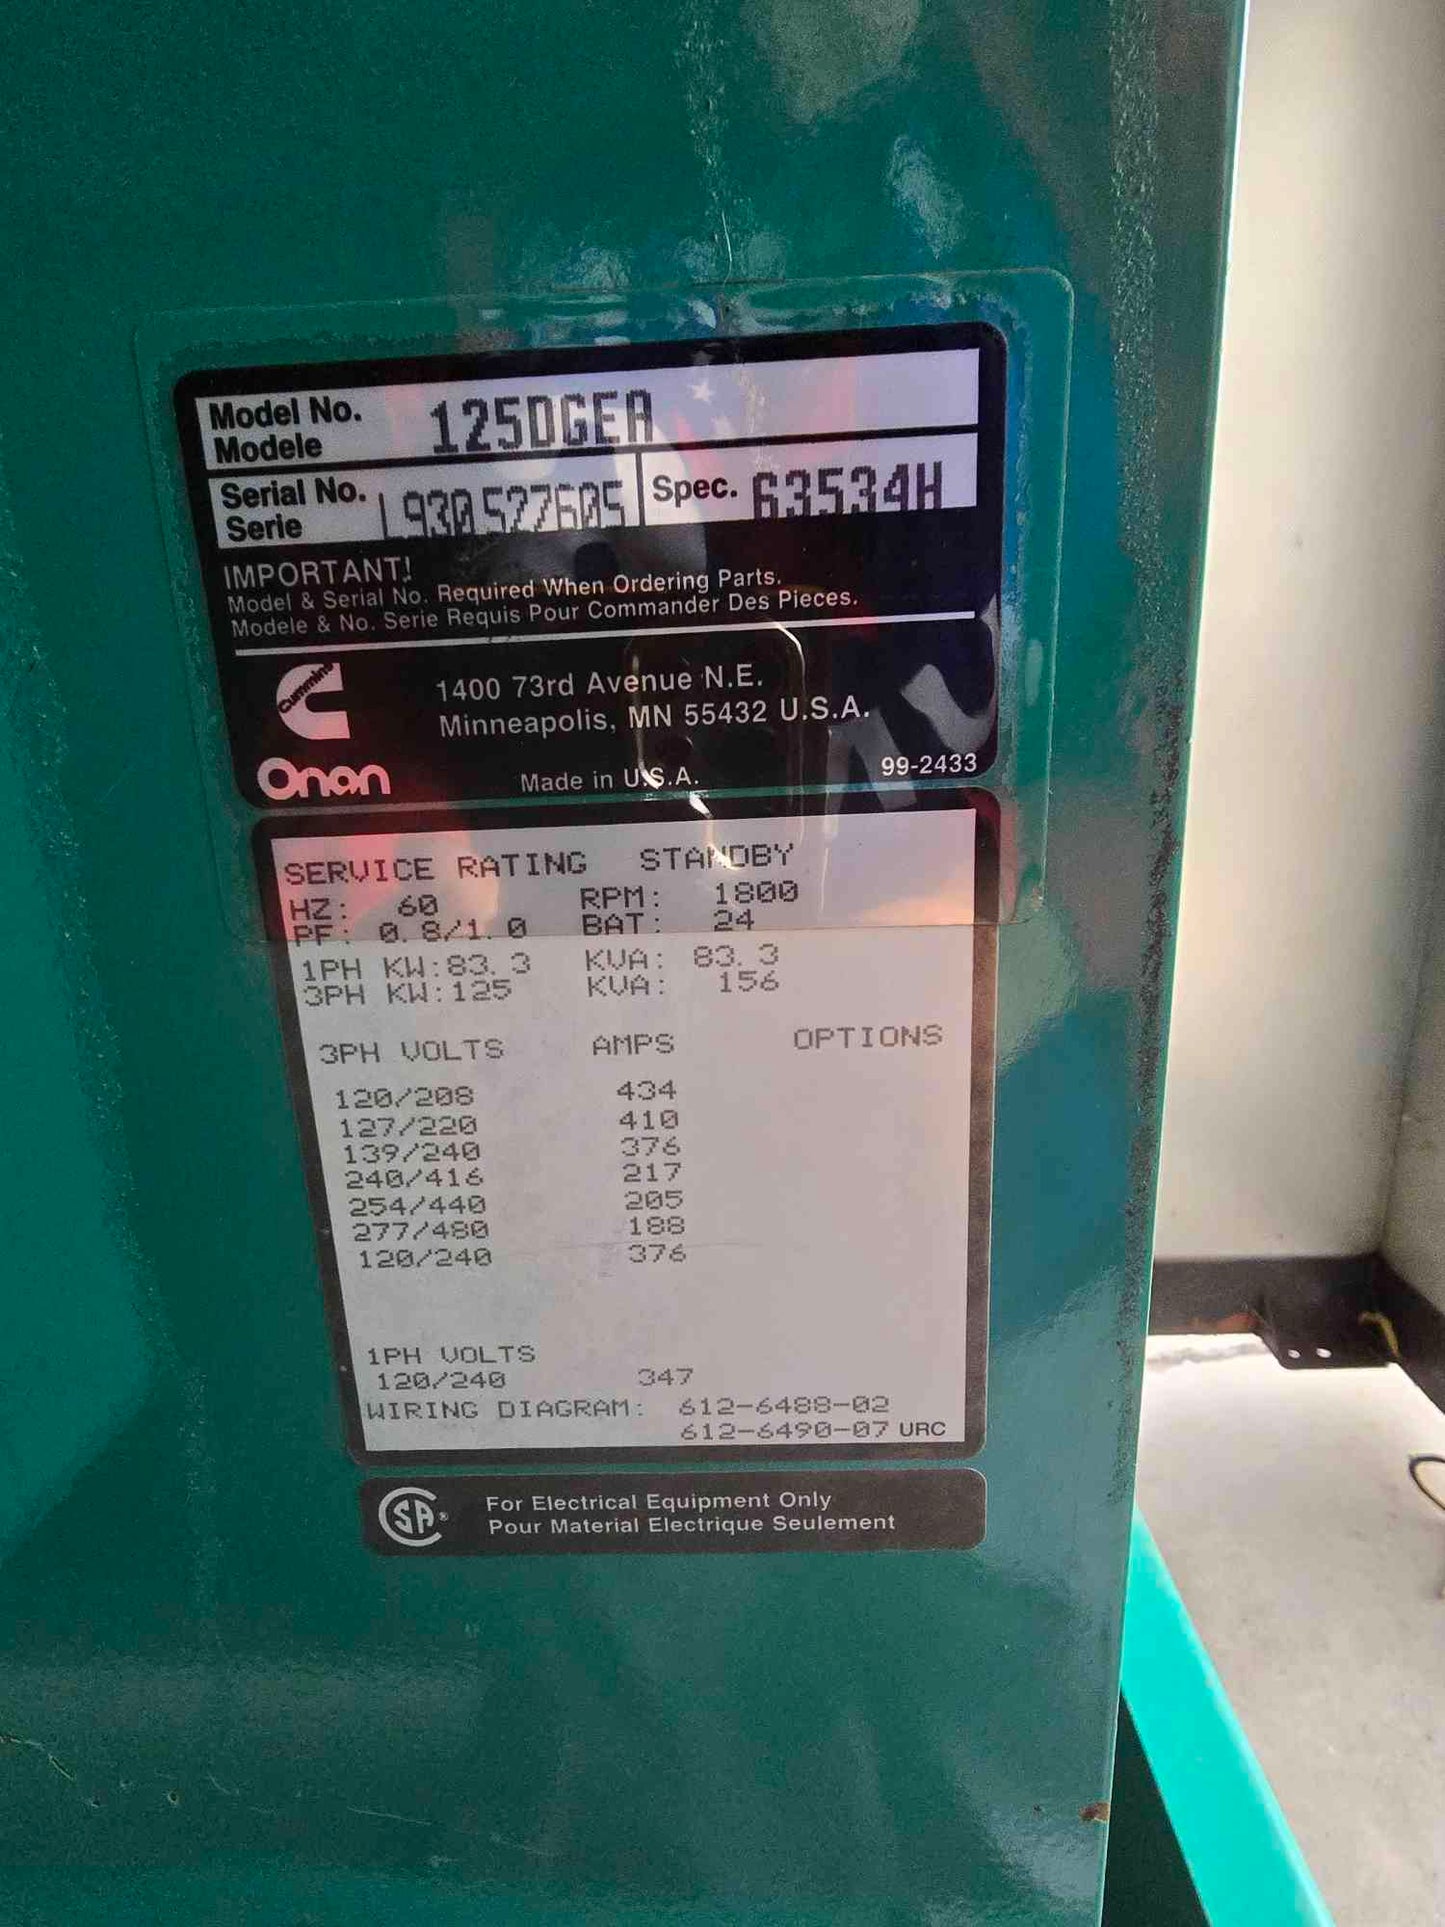 Model No.
Modele
125DGEA
Serial No.
Serie
L930527605
Spec. 63534H
IMPORTANT!
Model & Serial No. Required When Ordering Parts.
Modele & No. Serie Requis Pour Commander Des Pieces.
Cummins
Onan
1400 73rd Avenue N.E.
Minneapolis, MN 55432 U.S.A.
Made in U.S.A.
99-2433
SERVICE RATING STANDBY
HZ: 60 RPM: 1800
PF: 0.8/1.0 BAT: 24
1PH KW:83.3 KVA: 83.3
3PH KW:125 KVA: 156
3PH VOLTS AMPS OPTIONS
120/208 434
127/220 410
139/240 376
240/416 217
254/440 205
277/480 188
120/240 376
1PH VOLTS
120/240 347
WIRING DIAGRAM: 612-6488-02
612-6490-07 URC
CSA®
For Electrical Equipment Only
Pour Material Electrique Seulement